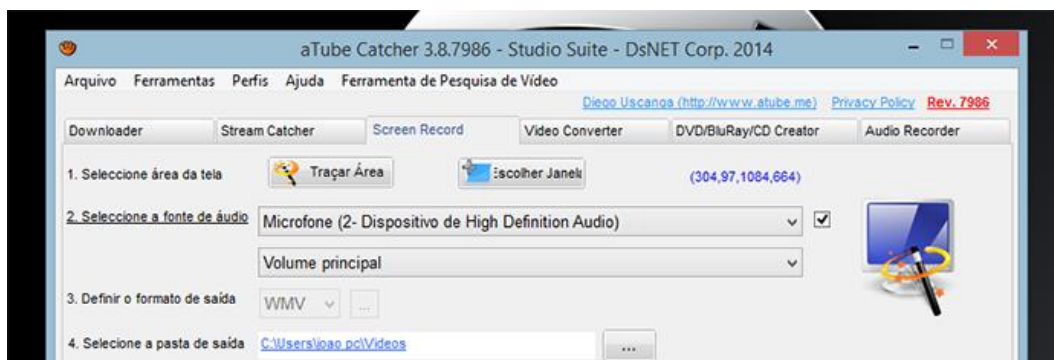 aTube Catcher 3.8.7986 - Studio Suite - DsNET Corp. 2014
Arquivo Ferramentas Perfis Ajuda Ferramenta de Pesquisa de Vídeo
Diego Uscanga (http://www.atube.me) Privacy Policy Rev. 7986
Downloader Stream Catcher Screen Record Video Converter DVD/BluRay/CD Creator Audio Recorder
1. Seleccione área da tela Traçar Área Escolher Janela (304,97,1084,664)
2. Seleccione a fonte de áudio Microfone (2- Dispositivo de High Definition Audio)
Volume principal
3. Definir o formato de saída WMV ...
4. Selecione a pasta de saída C:\Users\joao pc\Videos ...